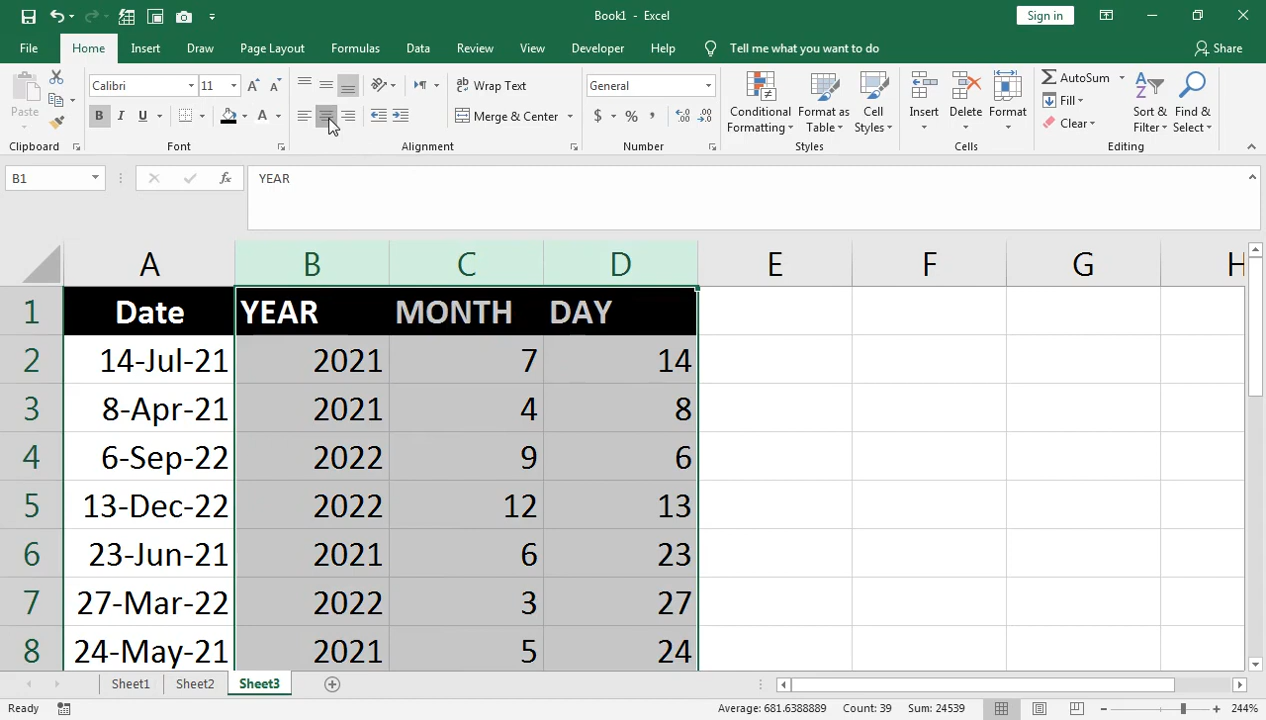 Book1 - Excel
Sign in
File Home Insert Draw Page Layout Formulas Data Review View Developer Help Tell me what you want to do Share
Paste
Calibri 11 A A
B I U A
Wrap Text
Merge & Center
General
$ % ,
Conditional Formatting
Format as Table
Cell Styles
Insert
Delete
Format
AutoSum
Fill
Clear
Sort & Filter
Find & Select
Clipboard Font Alignment Number Styles Cells Editing
B1 fx YEAR
A B C D E F G H
1 Date YEAR MONTH DAY
2 14-Jul-21 2021 7 14
3 8-Apr-21 2021 4 8
4 6-Sep-22 2022 9 6
5 13-Dec-22 2022 12 13
6 23-Jun-21 2021 6 23
7 27-Mar-22 2022 3 27
8 24-May-21 2021 5 24
Sheet1 Sheet2 Sheet3
Ready Average: 681.6388889 Count: 39 Sum: 24539 244%